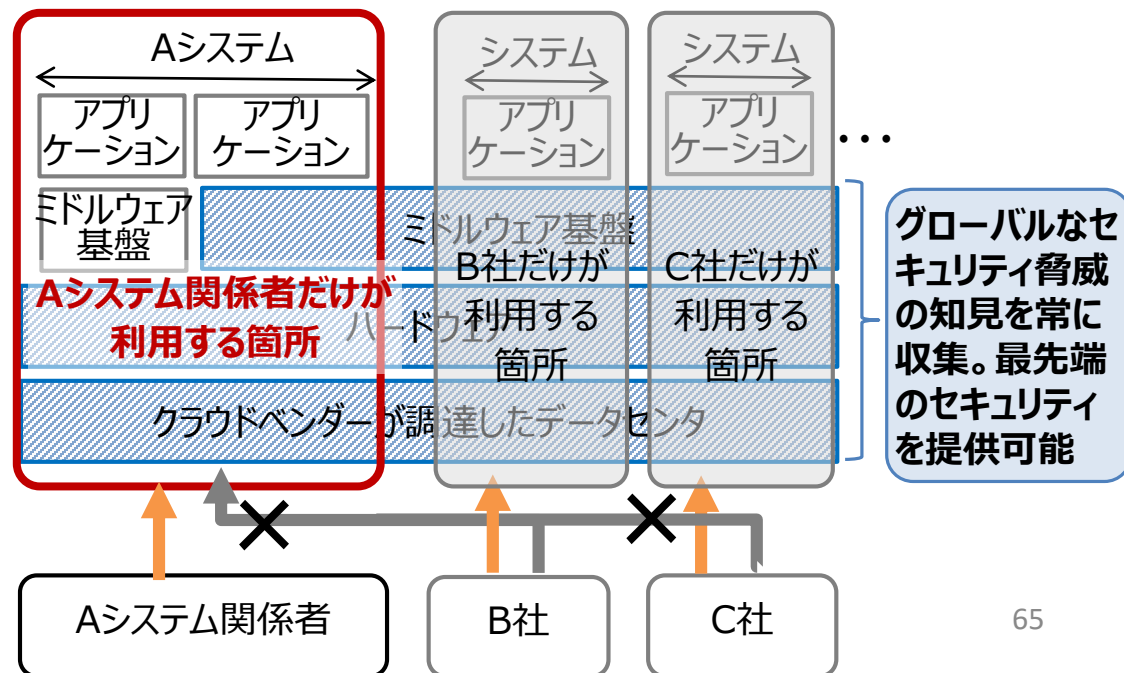 Aシステム
システム
システム
アプリ
ケーション
アプリ
ケーション
アプリ
ケーション
アプリ
ケーション
・・・
ミドルウェア
基盤
ミドルウェア基盤
Aシステム関係者だけが
利用する箇所
ハードウェア
B社だけが
利用する
箇所
C社だけが
利用する
箇所
クラウドベンダーが調達したデータセンタ
グローバルなセ
キュリティ脅威
の知見を常に
収集。最先端
のセキュリティ
を提供可能
Aシステム関係者
B社
C社
65